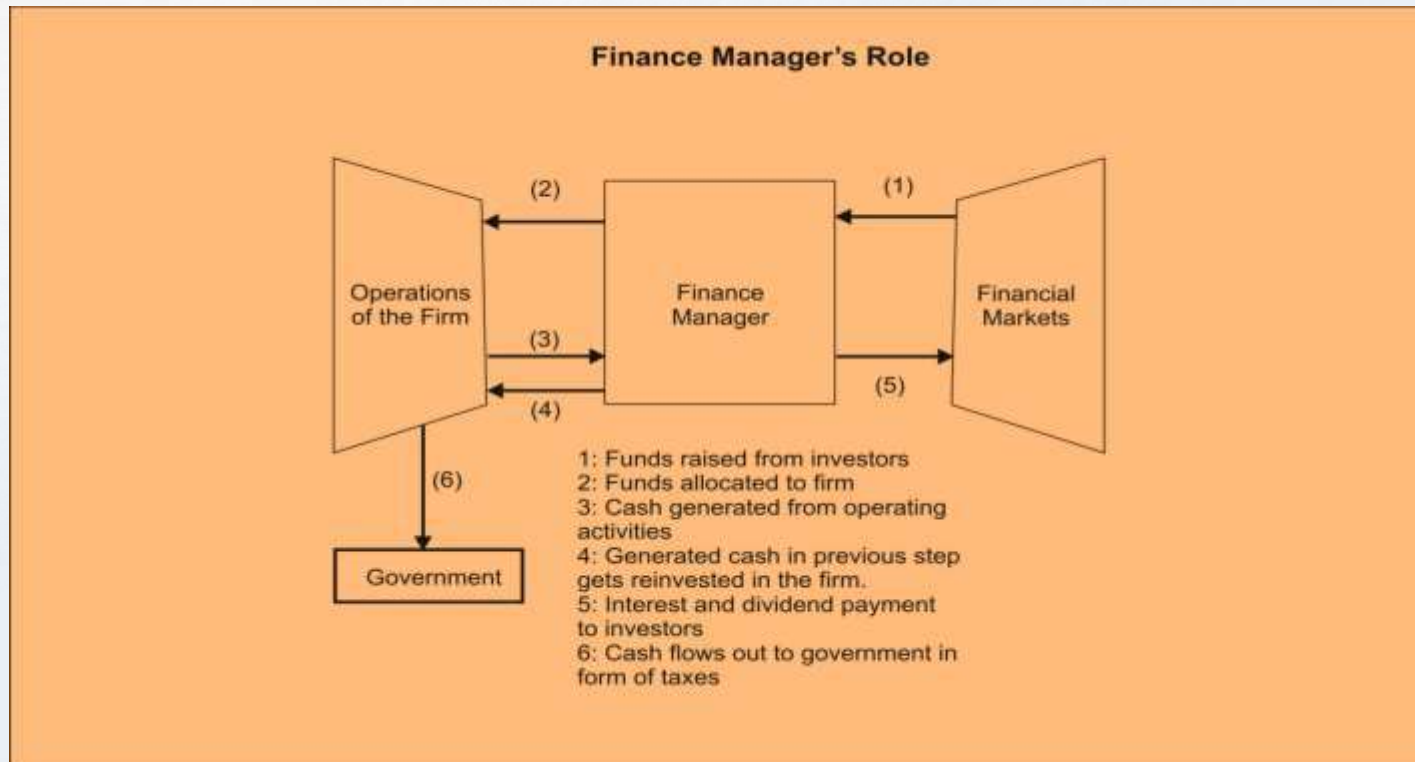 Finance Manager's Role
(2)
(1)
Operations
of the Firm
Finance
Manager
Financial
Markets
(3)
(4)
(5)
(6)
Government
1: Funds raised from investors
2: Funds allocated to firm
3: Cash generated from operating
activities
4: Generated cash in previous step
gets reinvested in the firm.
5: Interest and dividend payment
to investors
6: Cash flows out to government in
form of taxes